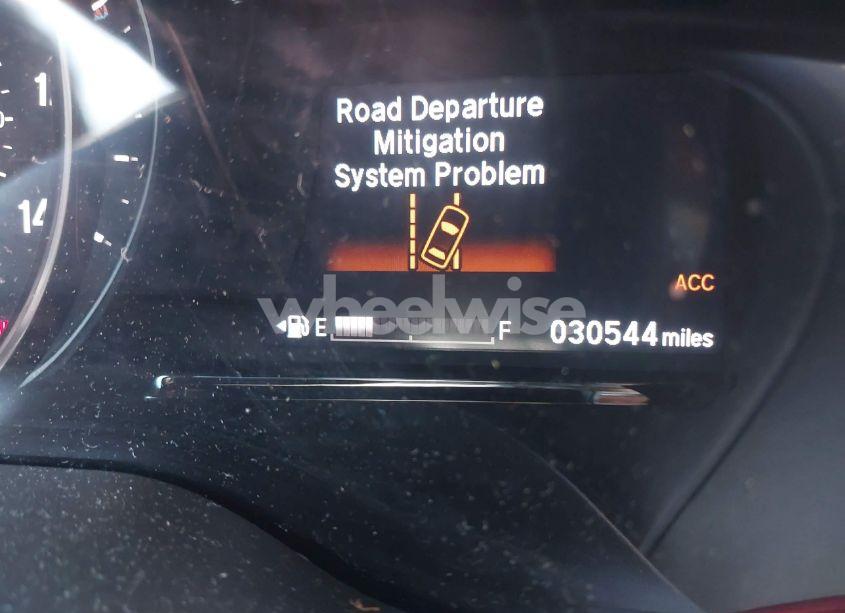 Road Departure
Mitigation
System Problem
ACC
wheelwise
E F 030544 miles
1
14